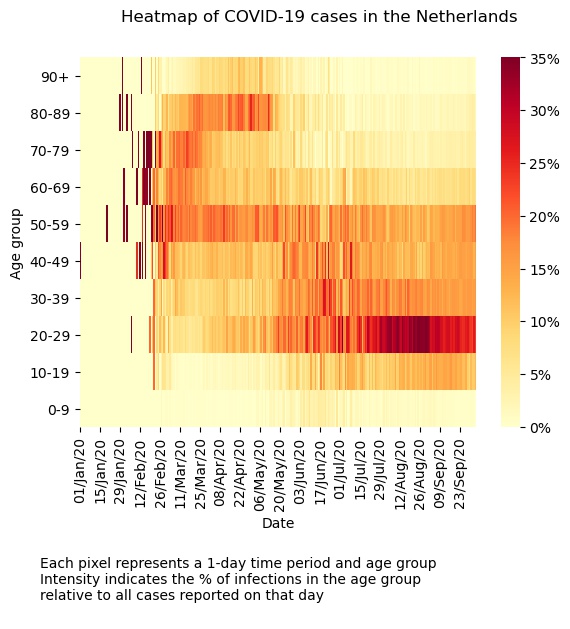 Heatmap of COVID-19 cases in the Netherlands
90+
80-89
70-79
60-69
50-59
40-49
30-39
20-29
10-19
0-9
Age group
35%
30%
25%
20%
15%
10%
5%
0%
01/Jan/20
15/Jan/20
29/Jan/20
12/Feb/20
26/Feb/20
11/Mar/20
25/Mar/20
08/Apr/20
22/Apr/20
06/May/20
20/May/20
03/Jun/20
17/Jun/20
01/Jul/20
15/Jul/20
29/Jul/20
12/Aug/20
26/Aug/20
09/Sep/20
23/Sep/20
Date
Each pixel represents a 1-day time period and age group
Intensity indicates the % of infections in the age group
relative to all cases reported on that day